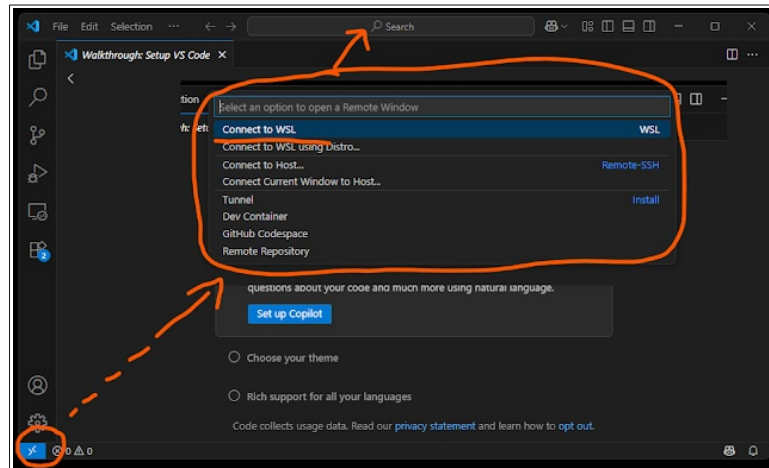 File Edit Selection ··· Search
Walkthrough: Setup VS Code
tion
Select an option to open a Remote Window
h: Setu
Connect to WSL WSL
Connect to WSL using Distro...
Connect to Host... Remote-SSH
Connect Current Window to Host...
Tunnel Install
Dev Container
GitHub Codespace
Remote Repository
questions about your code and much more using natural language.
Set up Copilot
Choose your theme
Rich support for all your languages
Code collects usage data. Read our privacy statement and learn how to opt out.
2
0 0